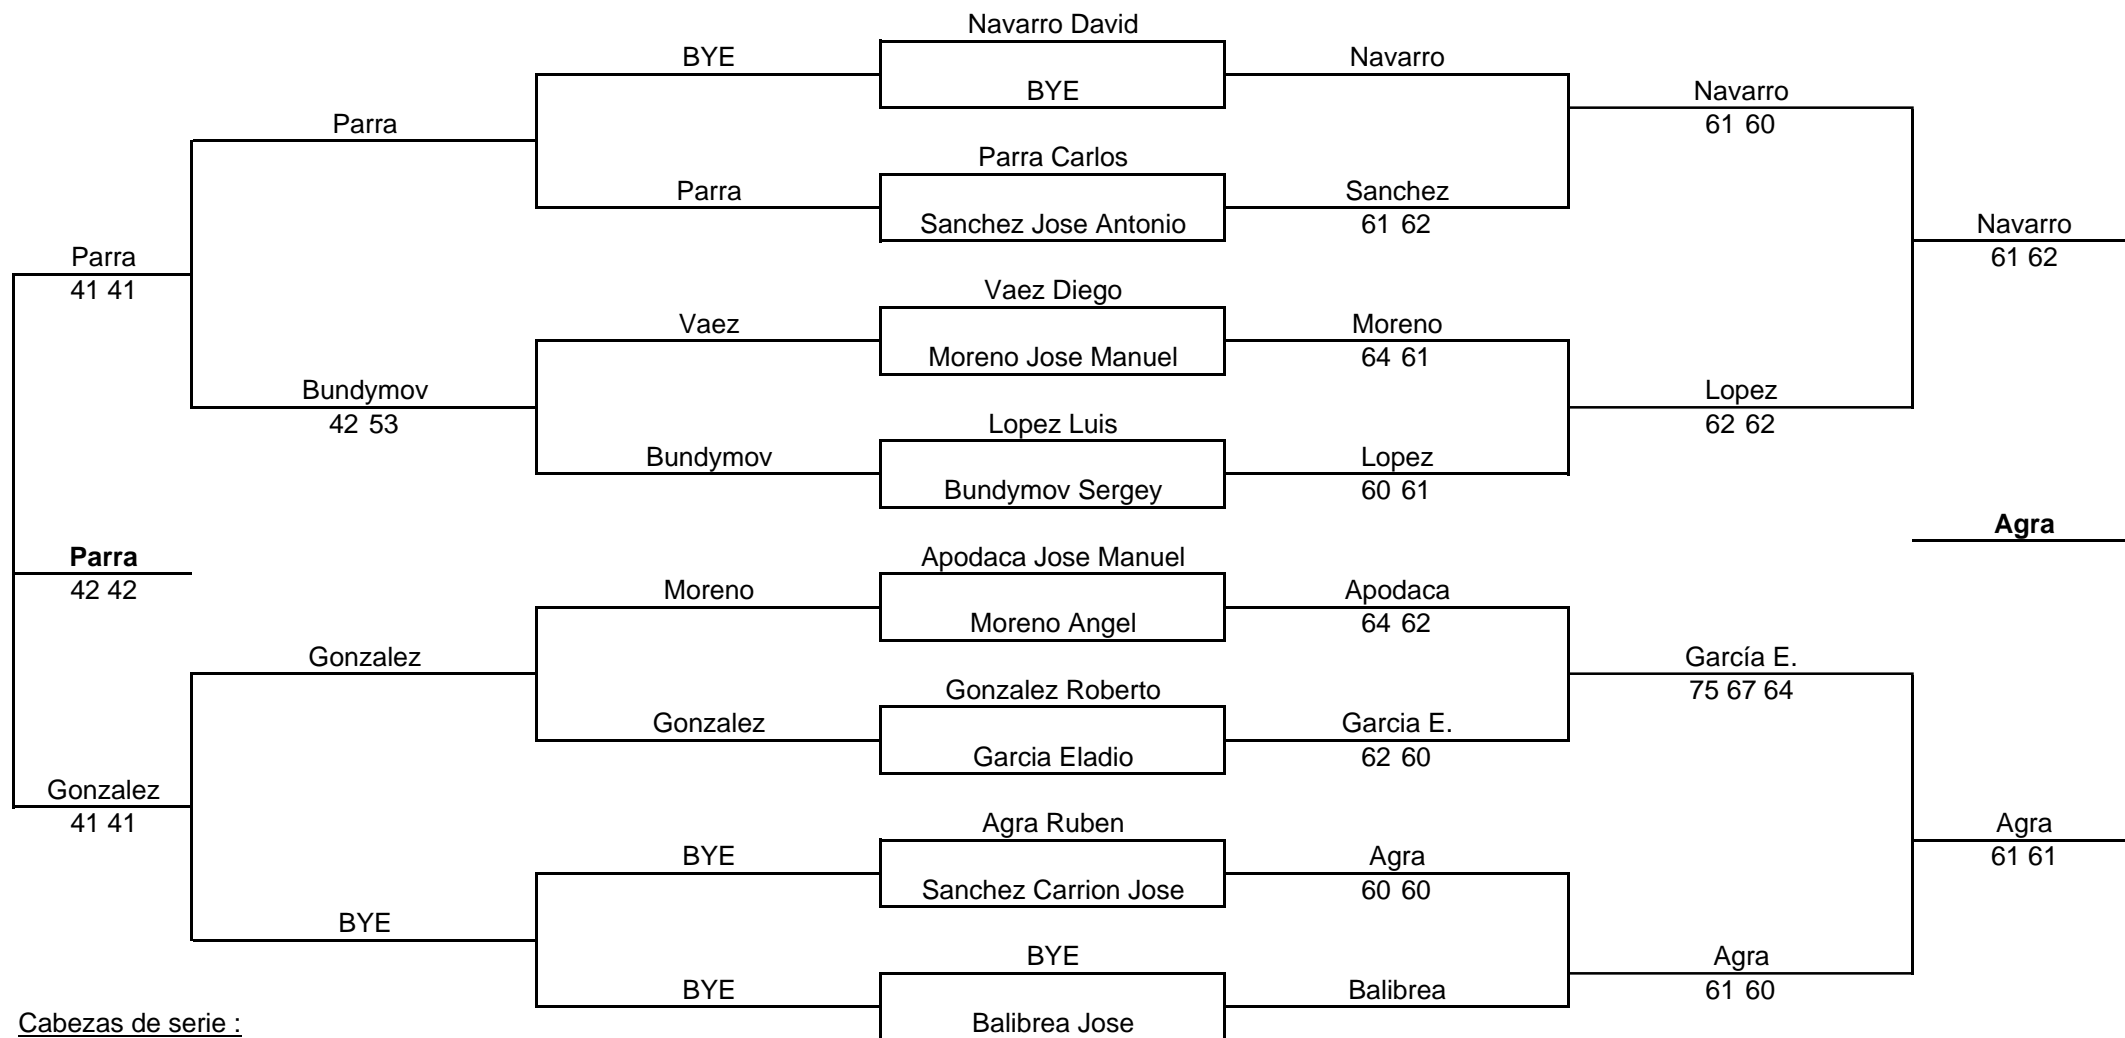 Navarro David
BYE Navarro
BYE Navarro
Parra 61 60
Parra Carlos
Parra Sanchez
Sanchez Jose Antonio 61 62 Navarro
Parra 61 62
41 41 Vaez Diego
Vaez Moreno
Moreno Jose Manuel 64 61
Bundymov Lopez
42 53 Lopez Luis 62 62
Bundymov Lopez
Bundymov Sergey 60 61
Agra
Parra Apodaca Jose Manuel
42 42 Moreno Apodaca
Moreno Angel 64 62
Gonzalez García E.
Gonzalez Roberto 75 67 64
Gonzalez Garcia E.
Garcia Eladio 62 60
Gonzalez
41 41 Agra Ruben Agra
BYE Agra 61 61
Sanchez Carrion Jose 60 60
BYE
BYE Agra
BYE Balibrea 61 60
Cabezas de serie : Balibrea Jose